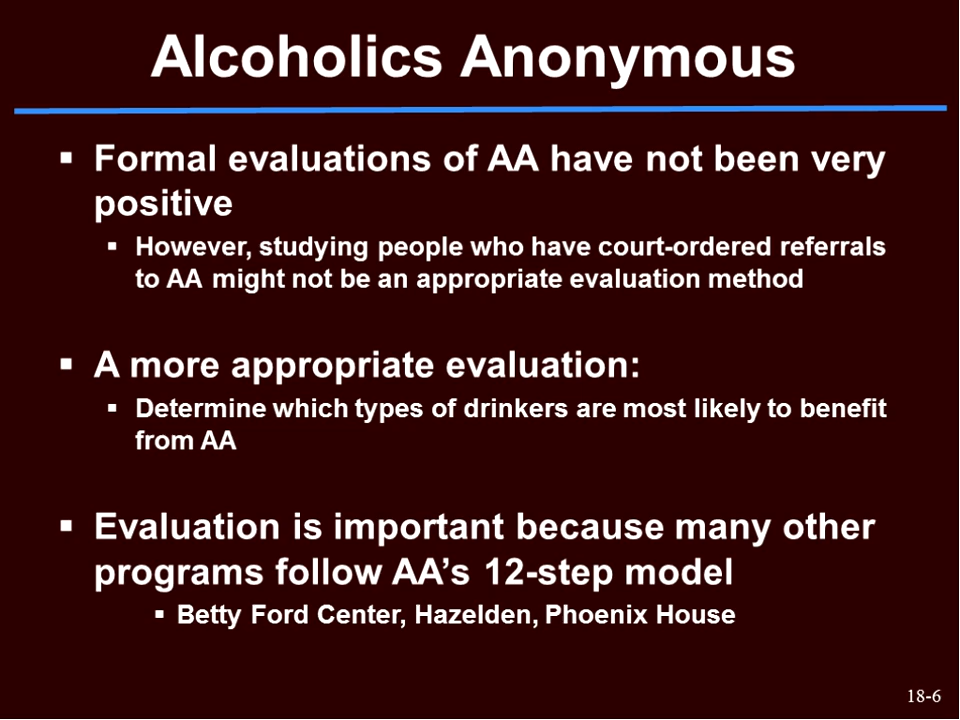 Alcoholics Anonymous
▪ Formal evaluations of AA have not been very
positive
▪ However, studying people who have court-ordered referrals
to AA might not be an appropriate evaluation method
▪ A more appropriate evaluation:
▪ Determine which types of drinkers are most likely to benefit
from AA
▪ Evaluation is important because many other
programs follow AA’s 12-step model
▪ Betty Ford Center, Hazelden, Phoenix House
18-6